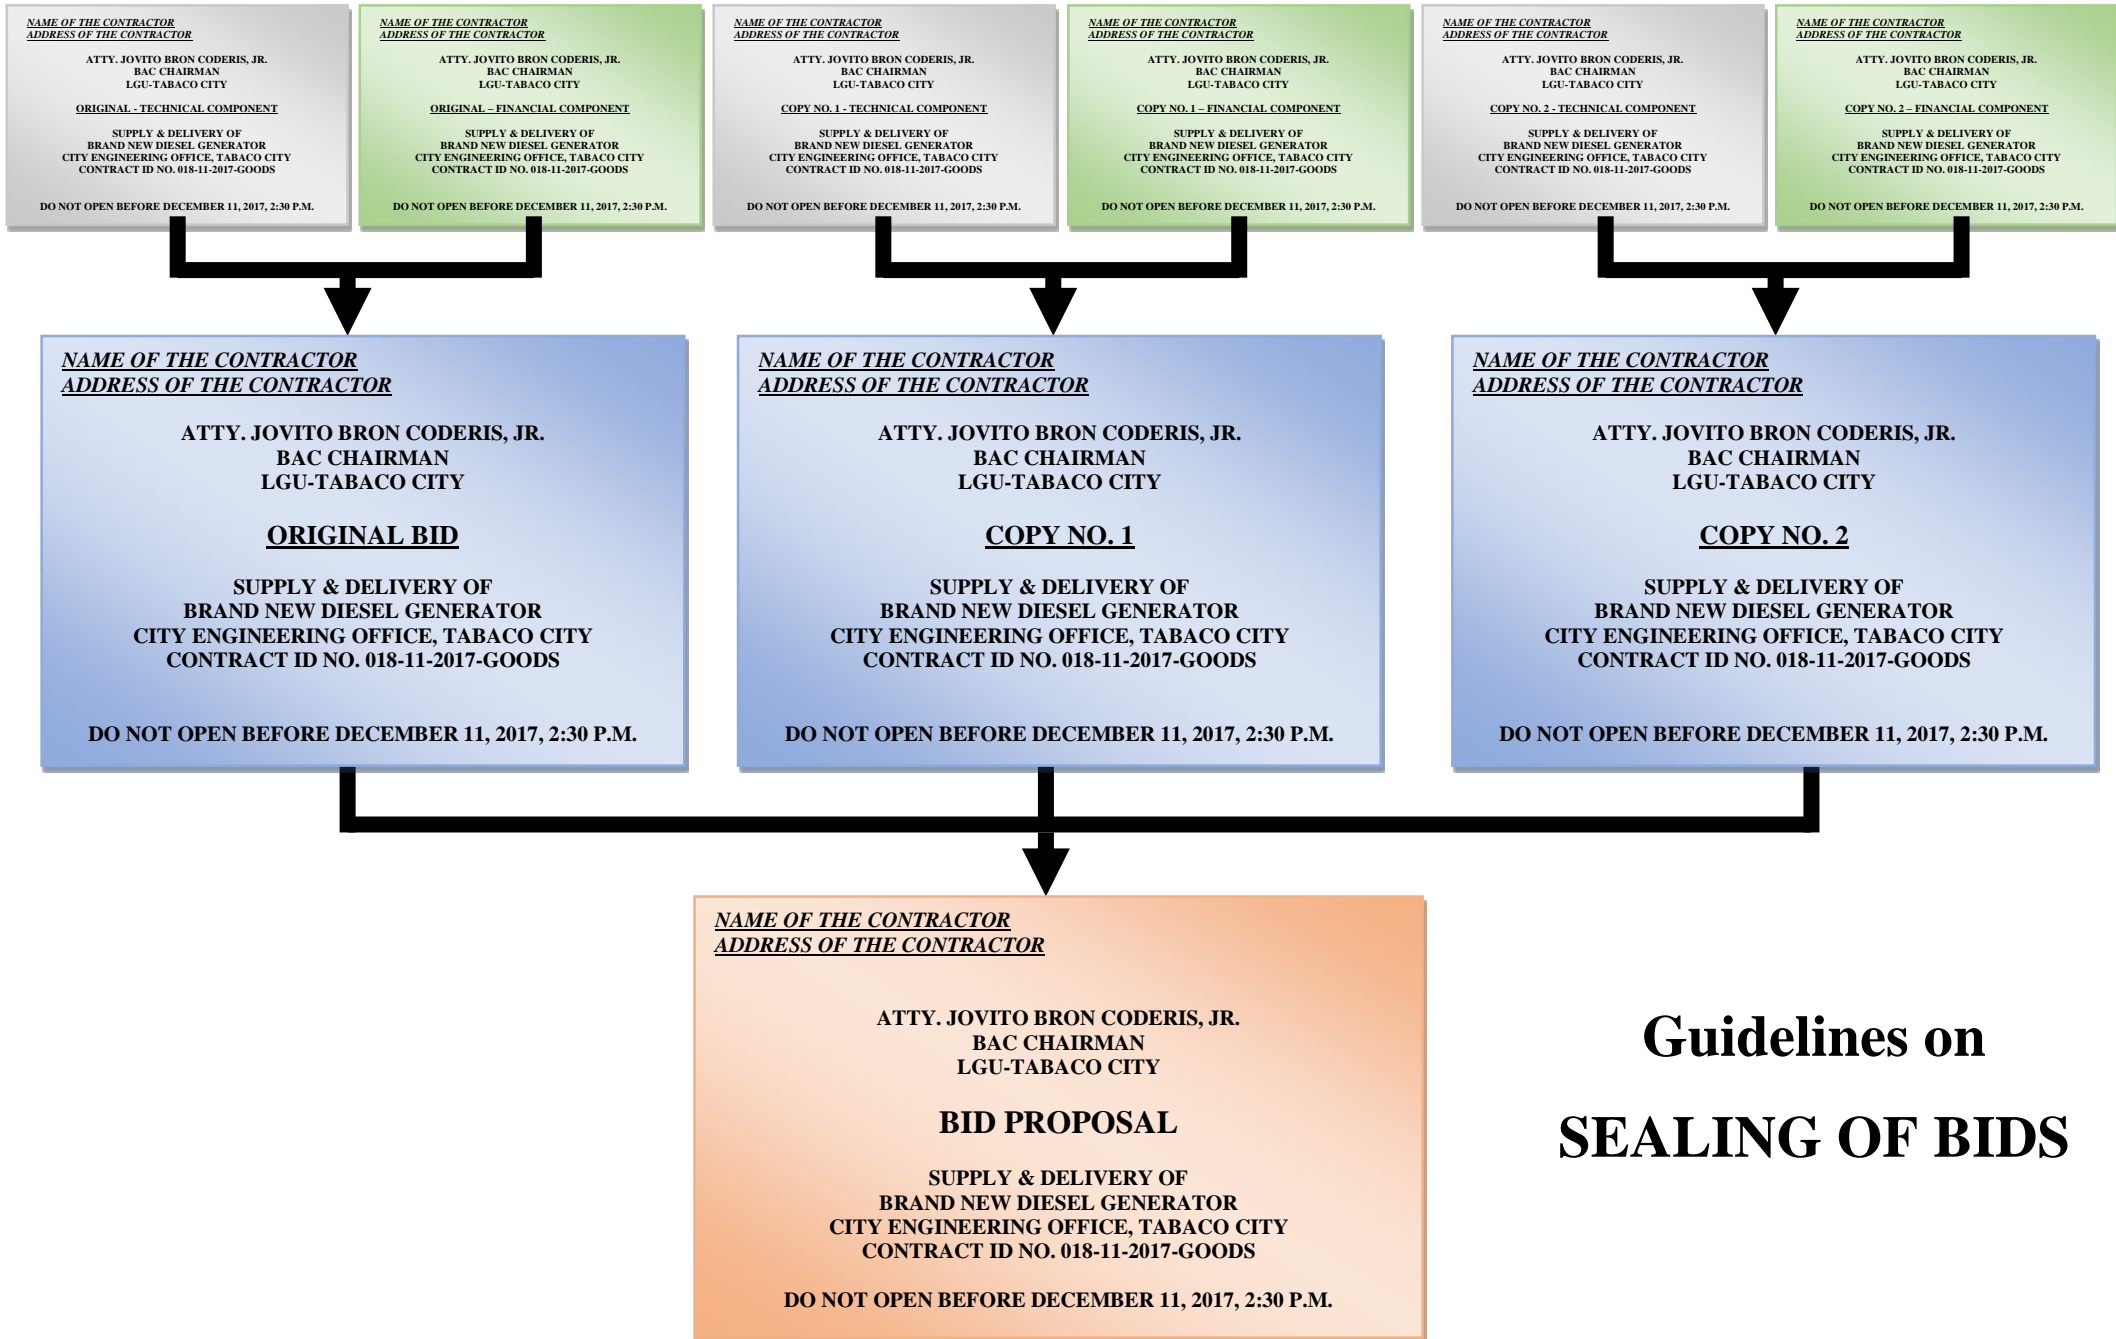 NAME OF THE CONTRACTOR
ADDRESS OF THE CONTRACTOR
ATTY. JOVITO BRON CODERIS, JR.
BAC CHAIRMAN
LGU-TABACO CITY
ORIGINAL - TECHNICAL COMPONENT
SUPPLY & DELIVERY OF
BRAND NEW DIESEL GENERATOR
CITY ENGINEERING OFFICE, TABACO CITY
CONTRACT ID NO. 018-11-2017-GOODS
DO NOT OPEN BEFORE DECEMBER 11, 2017, 2:30 P.M.
NAME OF THE CONTRACTOR
ADDRESS OF THE CONTRACTOR
ATTY. JOVITO BRON CODERIS, JR.
BAC CHAIRMAN
LGU-TABACO CITY
ORIGINAL – FINANCIAL COMPONENT
SUPPLY & DELIVERY OF
BRAND NEW DIESEL GENERATOR
CITY ENGINEERING OFFICE, TABACO CITY
CONTRACT ID NO. 018-11-2017-GOODS
DO NOT OPEN BEFORE DECEMBER 11, 2017, 2:30 P.M.
NAME OF THE CONTRACTOR
ADDRESS OF THE CONTRACTOR
ATTY. JOVITO BRON CODERIS, JR.
BAC CHAIRMAN
LGU-TABACO CITY
COPY NO. 1 - TECHNICAL COMPONENT
SUPPLY & DELIVERY OF
BRAND NEW DIESEL GENERATOR
CITY ENGINEERING OFFICE, TABACO CITY
CONTRACT ID NO. 018-11-2017-GOODS
DO NOT OPEN BEFORE DECEMBER 11, 2017, 2:30 P.M.
NAME OF THE CONTRACTOR
ADDRESS OF THE CONTRACTOR
ATTY. JOVITO BRON CODERIS, JR.
BAC CHAIRMAN
LGU-TABACO CITY
COPY NO. 1 – FINANCIAL COMPONENT
SUPPLY & DELIVERY OF
BRAND NEW DIESEL GENERATOR
CITY ENGINEERING OFFICE, TABACO CITY
CONTRACT ID NO. 018-11-2017-GOODS
DO NOT OPEN BEFORE DECEMBER 11, 2017, 2:30 P.M.
NAME OF THE CONTRACTOR
ADDRESS OF THE CONTRACTOR
ATTY. JOVITO BRON CODERIS, JR.
BAC CHAIRMAN
LGU-TABACO CITY
COPY NO. 2 - TECHNICAL COMPONENT
SUPPLY & DELIVERY OF
BRAND NEW DIESEL GENERATOR
CITY ENGINEERING OFFICE, TABACO CITY
CONTRACT ID NO. 018-11-2017-GOODS
DO NOT OPEN BEFORE DECEMBER 11, 2017, 2:30 P.M.
NAME OF THE CONTRACTOR
ADDRESS OF THE CONTRACTOR
ATTY. JOVITO BRON CODERIS, JR.
BAC CHAIRMAN
LGU-TABACO CITY
COPY NO. 2 – FINANCIAL COMPONENT
SUPPLY & DELIVERY OF
BRAND NEW DIESEL GENERATOR
CITY ENGINEERING OFFICE, TABACO CITY
CONTRACT ID NO. 018-11-2017-GOODS
DO NOT OPEN BEFORE DECEMBER 11, 2017, 2:30 P.M.
NAME OF THE CONTRACTOR
ADDRESS OF THE CONTRACTOR
ATTY. JOVITO BRON CODERIS, JR.
BAC CHAIRMAN
LGU-TABACO CITY
ORIGINAL BID
SUPPLY & DELIVERY OF
BRAND NEW DIESEL GENERATOR
CITY ENGINEERING OFFICE, TABACO CITY
CONTRACT ID NO. 018-11-2017-GOODS
DO NOT OPEN BEFORE DECEMBER 11, 2017, 2:30 P.M.
NAME OF THE CONTRACTOR
ADDRESS OF THE CONTRACTOR
ATTY. JOVITO BRON CODERIS, JR.
BAC CHAIRMAN
LGU-TABACO CITY
COPY NO. 1
SUPPLY & DELIVERY OF
BRAND NEW DIESEL GENERATOR
CITY ENGINEERING OFFICE, TABACO CITY
CONTRACT ID NO. 018-11-2017-GOODS
DO NOT OPEN BEFORE DECEMBER 11, 2017, 2:30 P.M.
NAME OF THE CONTRACTOR
ADDRESS OF THE CONTRACTOR
ATTY. JOVITO BRON CODERIS, JR.
BAC CHAIRMAN
LGU-TABACO CITY
COPY NO. 2
SUPPLY & DELIVERY OF
BRAND NEW DIESEL GENERATOR
CITY ENGINEERING OFFICE, TABACO CITY
CONTRACT ID NO. 018-11-2017-GOODS
DO NOT OPEN BEFORE DECEMBER 11, 2017, 2:30 P.M.
NAME OF THE CONTRACTOR
ADDRESS OF THE CONTRACTOR
ATTY. JOVITO BRON CODERIS, JR.
BAC CHAIRMAN
LGU-TABACO CITY
BID PROPOSAL
SUPPLY & DELIVERY OF
BRAND NEW DIESEL GENERATOR
CITY ENGINEERING OFFICE, TABACO CITY
CONTRACT ID NO. 018-11-2017-GOODS
DO NOT OPEN BEFORE DECEMBER 11, 2017, 2:30 P.M.
Guidelines on
SEALING OF BIDS